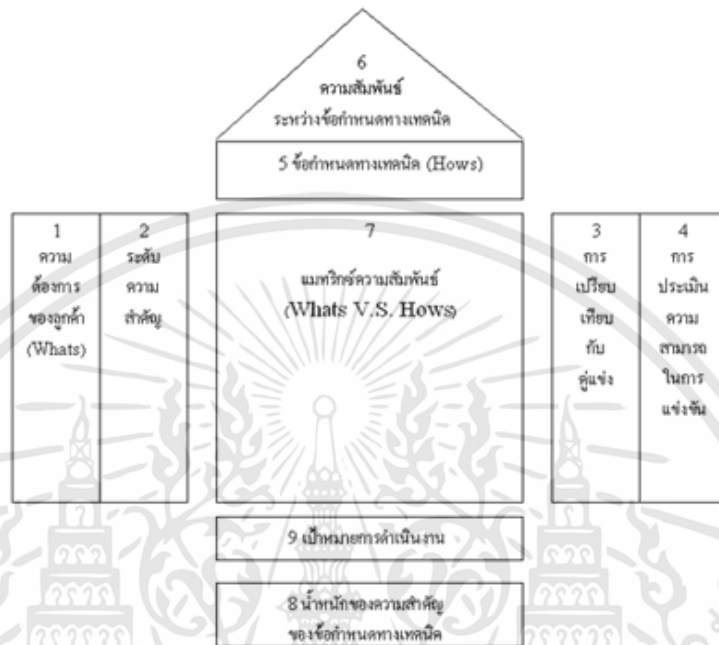 6
ความสัมพันธ์
ระหว่างข้อกำหนดทางเทคนิค
5 ข้อกำหนดทางเทคนิค (Hows)
1
ความ
ต้องการ
ของลูกค้า
(Whats)
2
ระดับ
ความ
สำคัญ
7
แมทริกซ์ความสัมพันธ์
(Whats V.S. Hows)
3
การ
เปรียบ
เทียบ
กับ
คู่แข่ง
4
การ
ประเมิน
ความ
สามารถ
ในการ
แข่งขัน
9 เป้าหมายการดำเนินงาน
8 น้ำหนักของความสำคัญ
ของข้อกำหนดทางเทคนิค